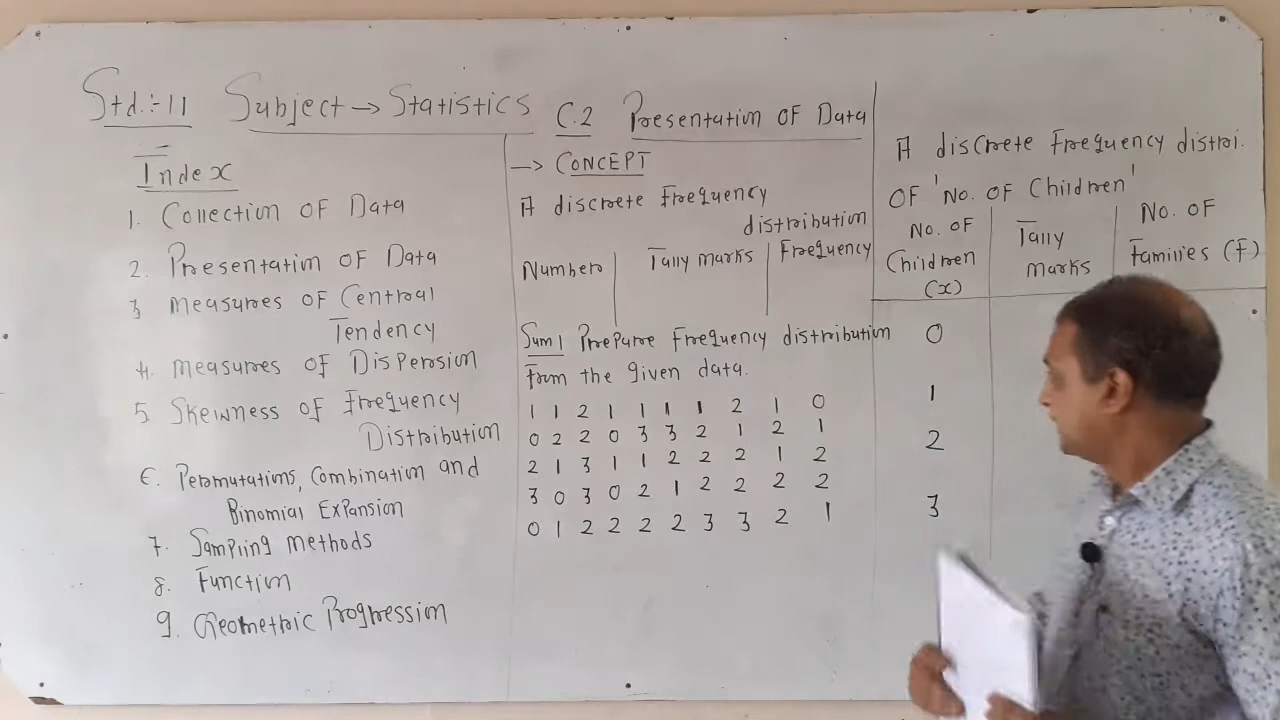 Std.:-11 Subject → Statistics
Index
1. Collection OF Data
2. Presentation OF Data
3 Measures OF Central
Tendency
4. Measures OF Dispersion
5. Skewness OF Frequency
Distribution
6. Permutations, Combination and
Binomial Expansion
7. Sampling methods
8. Function
9. Geometric Progression
C.2 Presentation OF Data
→ CONCEPT
A discrete Frequency
distribution
Number Tally marks Frequency
Sum 1 Prepare Frequency distribution
From the given data.
1 1 2 1 1 1 1 2 1 0
0 2 2 0 3 3 2 1 2 1
2 1 3 1 1 2 2 2 1 2
3 0 3 0 2 1 2 2 2 2
0 1 2 2 2 2 3 3 2 1
A discrete Frequency distri.
OF 'No. OF Children'
No. OF Children (x) Tally marks No. OF Families (F)
0
1
2
3